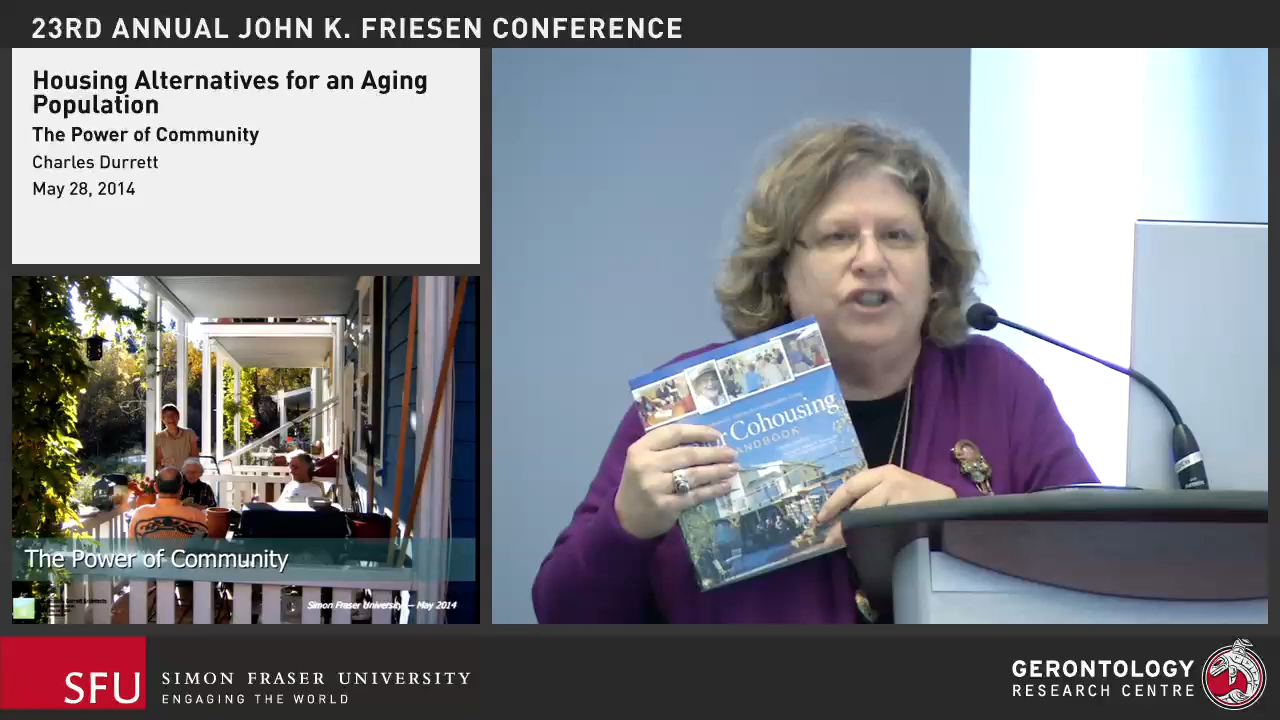 23RD ANNUAL JOHN K. FRIESEN CONFERENCE
Housing Alternatives for an Aging
Population
The Power of Community
Charles Durrett
May 28, 2014
The Power of Community
Simon Fraser University — May 2014
Cohousing
HANDBOOK
SFU
SIMON FRASER UNIVERSITY
ENGAGING THE WORLD
GERONTOLOGY
RESEARCH CENTRE